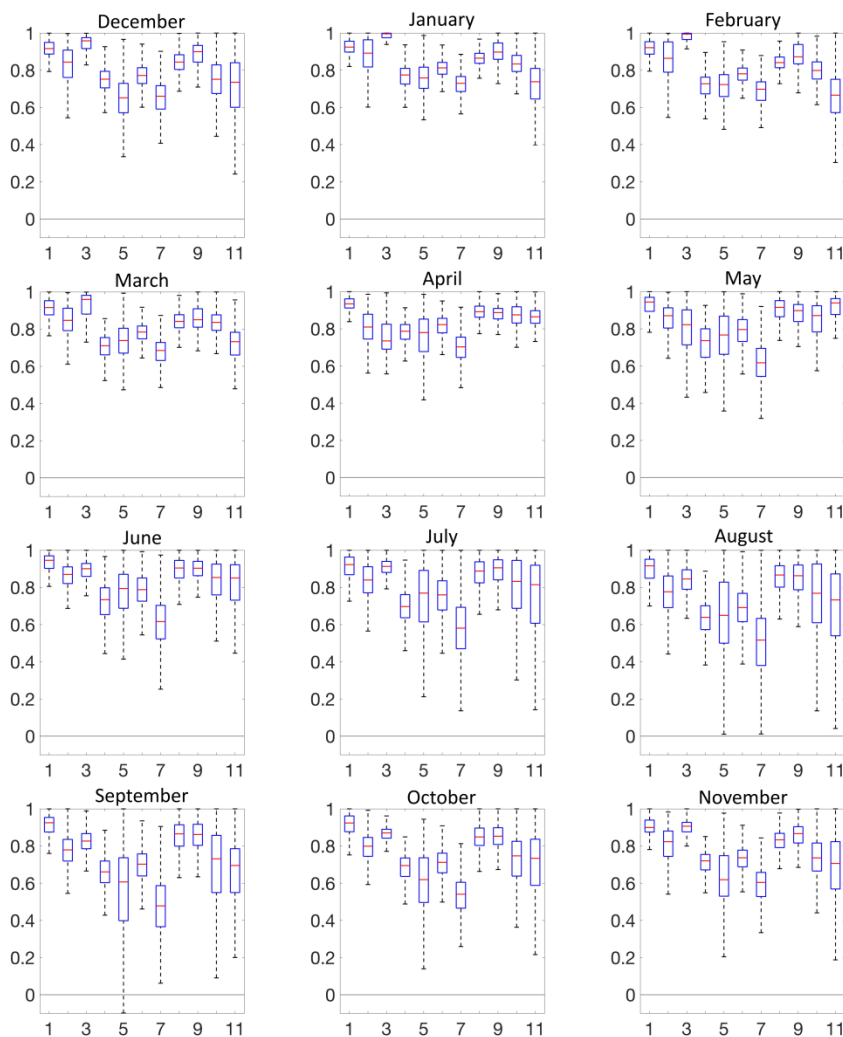 December January February
1 1 1
0.8 0.8 0.8
0.6 0.6 0.6
0.4 0.4 0.4
0.2 0.2 0.2
0 0 0
1 3 5 7 9 11 1 3 5 7 9 11 1 3 5 7 9 11
March April May
1 1 1
0.8 0.8 0.8
0.6 0.6 0.6
0.4 0.4 0.4
0.2 0.2 0.2
0 0 0
1 3 5 7 9 11 1 3 5 7 9 11 1 3 5 7 9 11
June July August
1 1 1
0.8 0.8 0.8
0.6 0.6 0.6
0.4 0.4 0.4
0.2 0.2 0.2
0 0 0
1 3 5 7 9 11 1 3 5 7 9 11 1 3 5 7 9 11
September October November
1 1 1
0.8 0.8 0.8
0.6 0.6 0.6
0.4 0.4 0.4
0.2 0.2 0.2
0 0 0
1 3 5 7 9 11 1 3 5 7 9 11 1 3 5 7 9 11